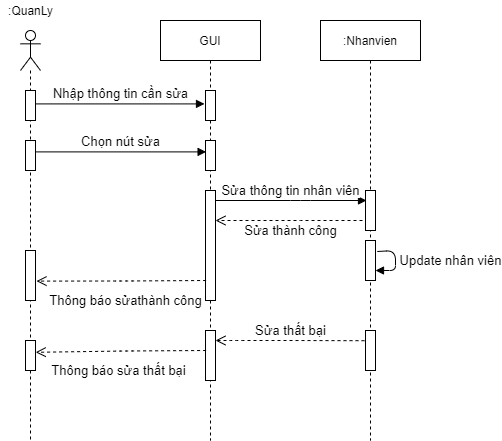 :QuanLy
GUI
:Nhanvien
Nhập thông tin cần sửa
Chọn nút sửa
Sửa thông tin nhân viên
Sửa thành công
Update nhân viên
Thông báo sửathành công
Sửa thất bại
Thông báo sửa thất bại